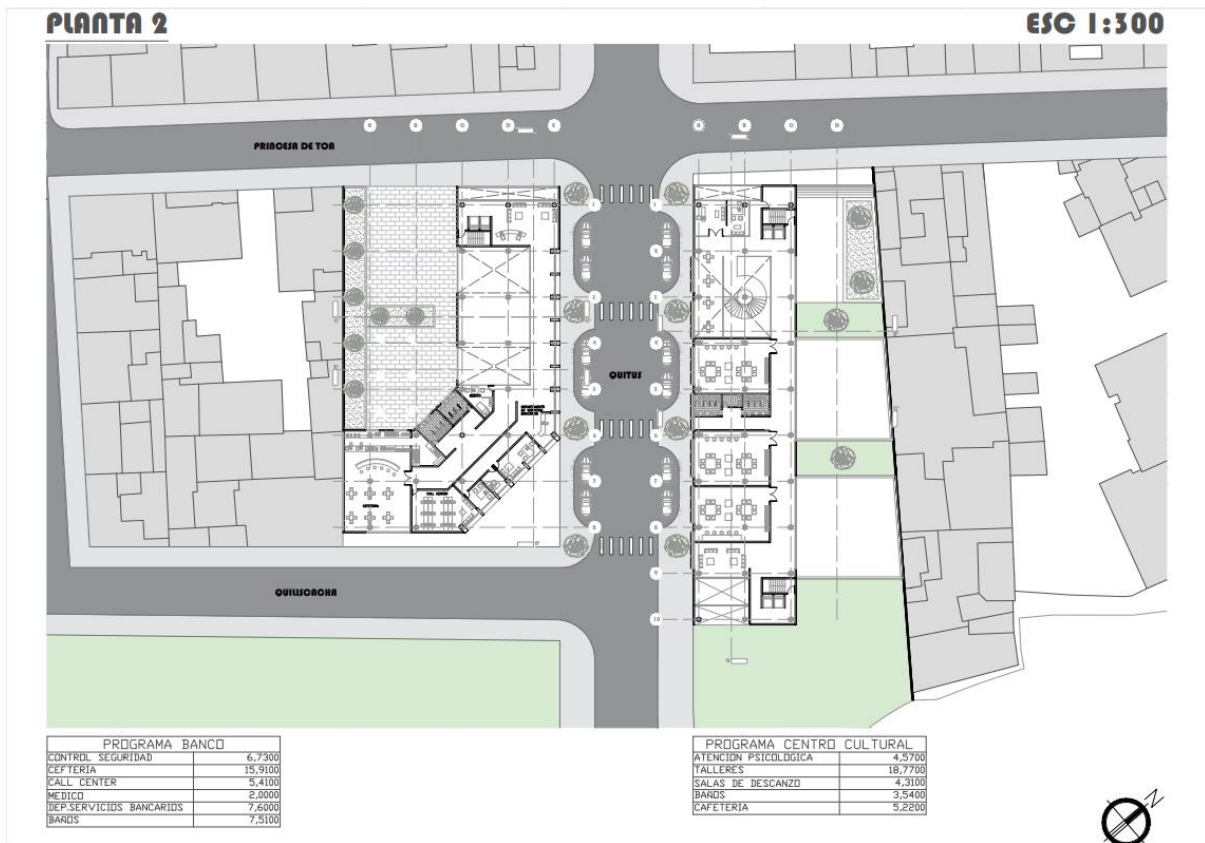 PLANTA 2
ESC 1:300
PRINCESA DE TOA
QUITUS
CALL CENTER
QUILISCACHA
PROGRAMA BANCO
CONTROL SEGURIDAD 6,7300
CEFTERIA 15,9100
CALL CENTER 5,4100
MEDICO 2,0000
DEP.SERVICIOS BANCARIOS 7,6000
BAÑOS 7,5100
PROGRAMA CENTRO CULTURAL
ATENCION PSICOLOGICA 4,5700
TALLERES 18,7700
SALAS DE DESCANZO 4,3100
BAÑOS 3,5400
CAFETERIA 5,2200
N